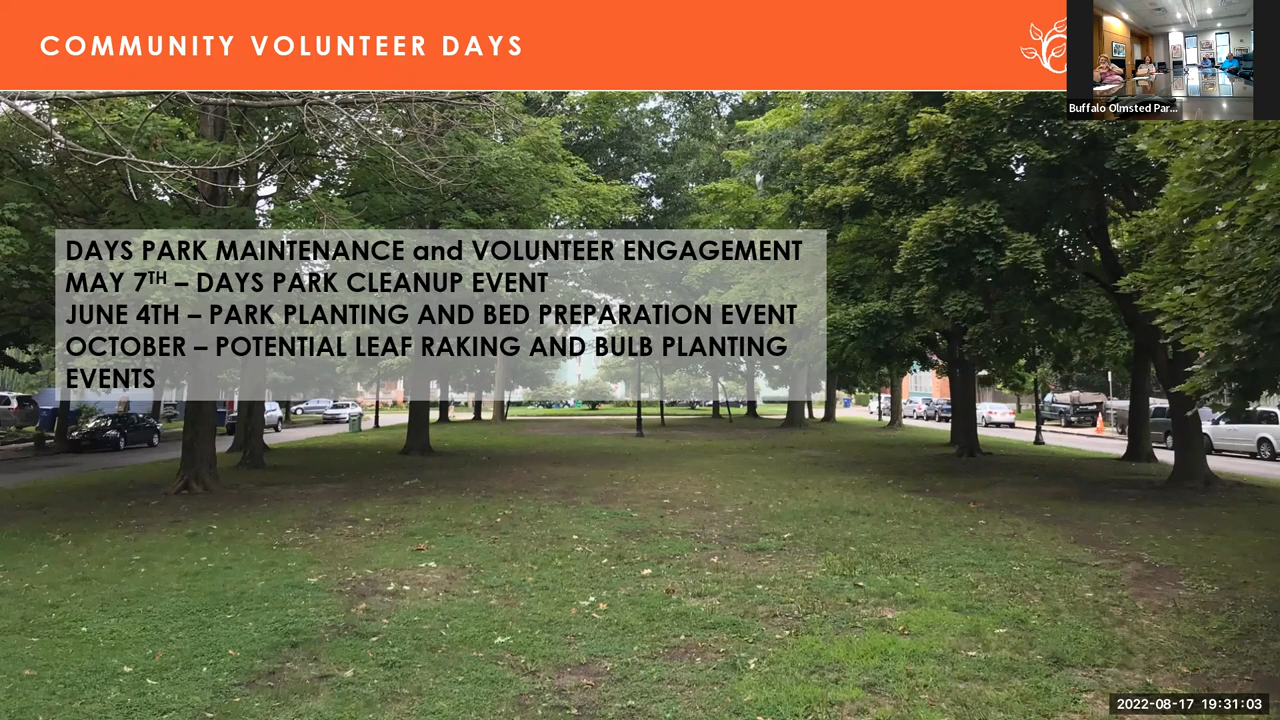 COMMUNITY VOLUNTEER DAYS
Buffalo Olmsted Par...
DAYS PARK MAINTENANCE and VOLUNTEER ENGAGEMENT
MAY 7TH – DAYS PARK CLEANUP EVENT
JUNE 4TH – PARK PLANTING AND BED PREPARATION EVENT
OCTOBER – POTENTIAL LEAF RAKING AND BULB PLANTING
EVENTS
2022-08-17 19:31:03